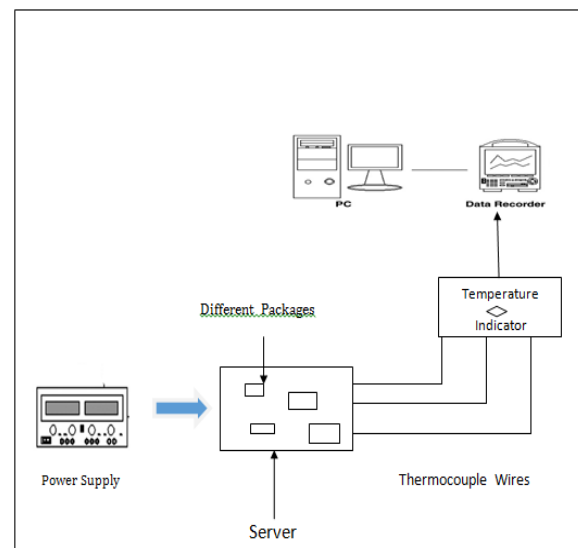 PC
Data Recorder
Temperature
Indicator
Different Packages
Power Supply
Thermocouple Wires
Server